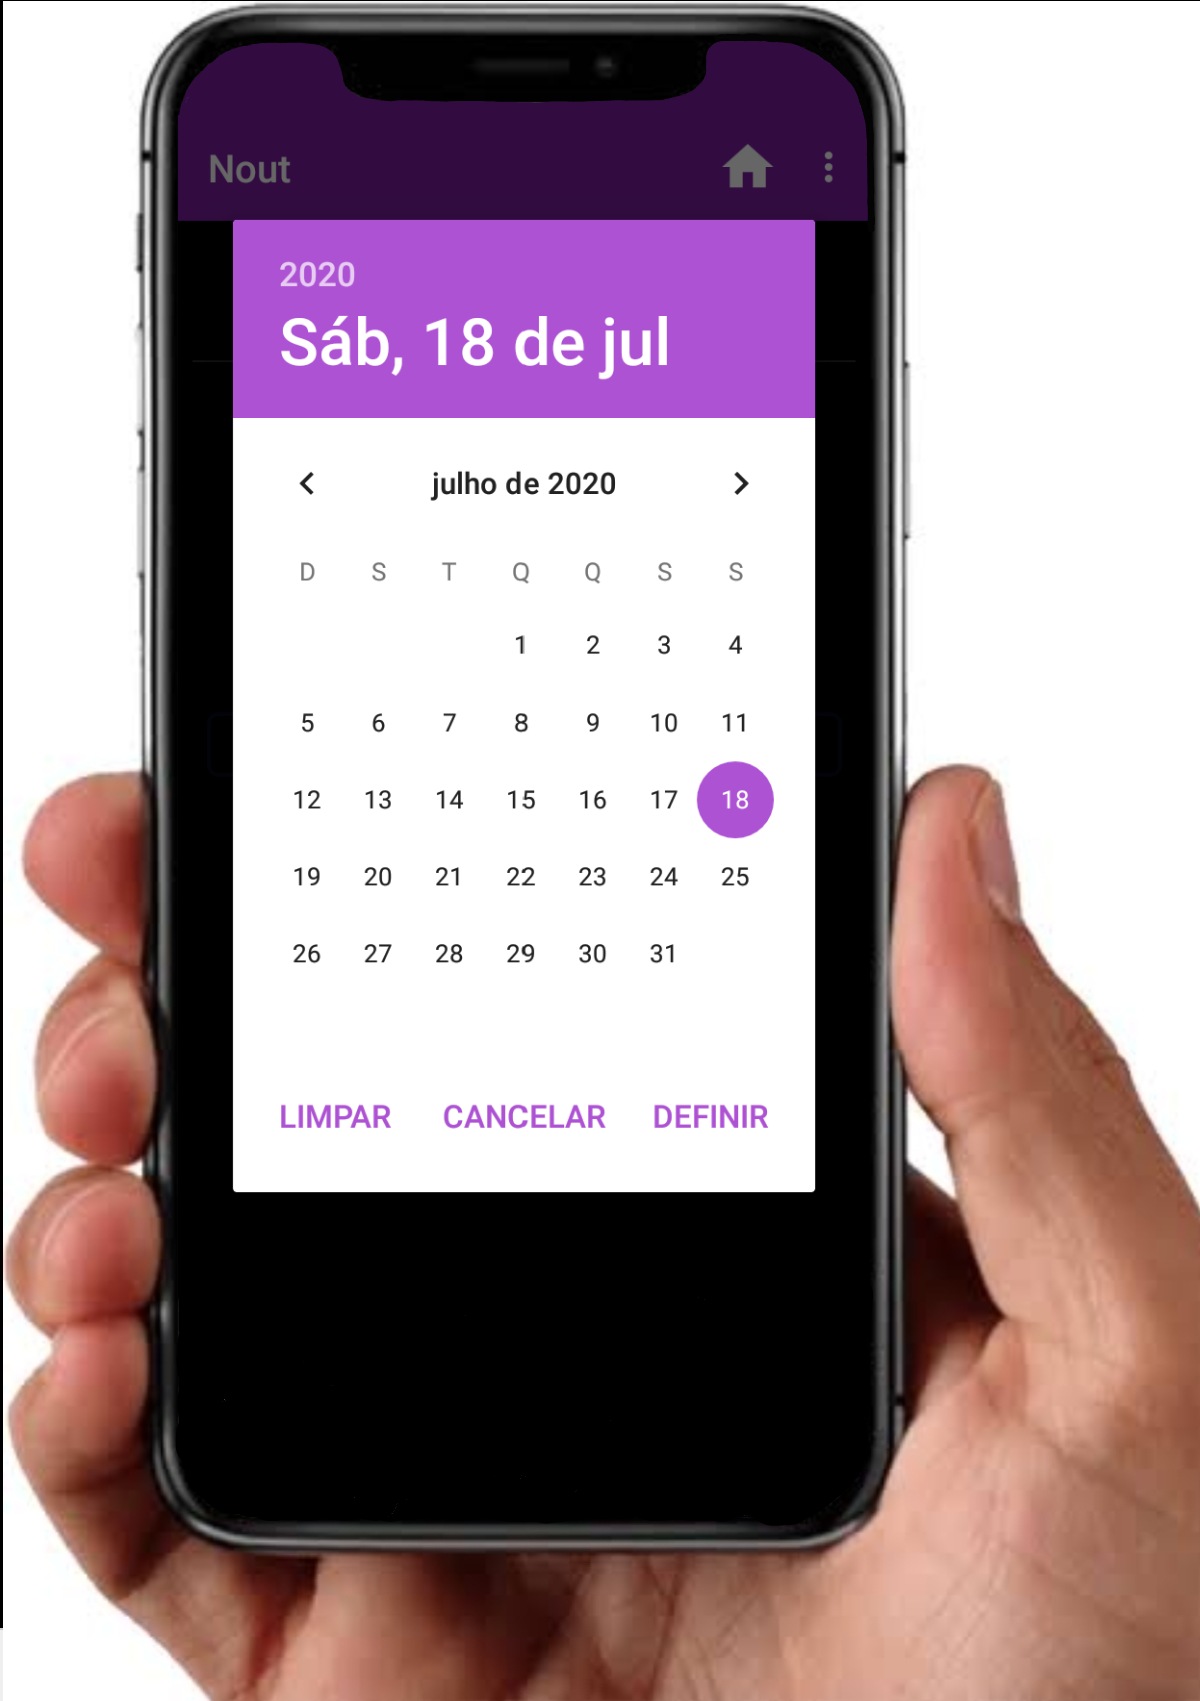 Nout
2020
Sáb, 18 de jul
julho de 2020
D S T Q Q S S
1 2 3 4
5 6 7 8 9 10 11
12 13 14 15 16 17 18
19 20 21 22 23 24 25
26 27 28 29 30 31
LIMPAR CANCELAR DEFINIR